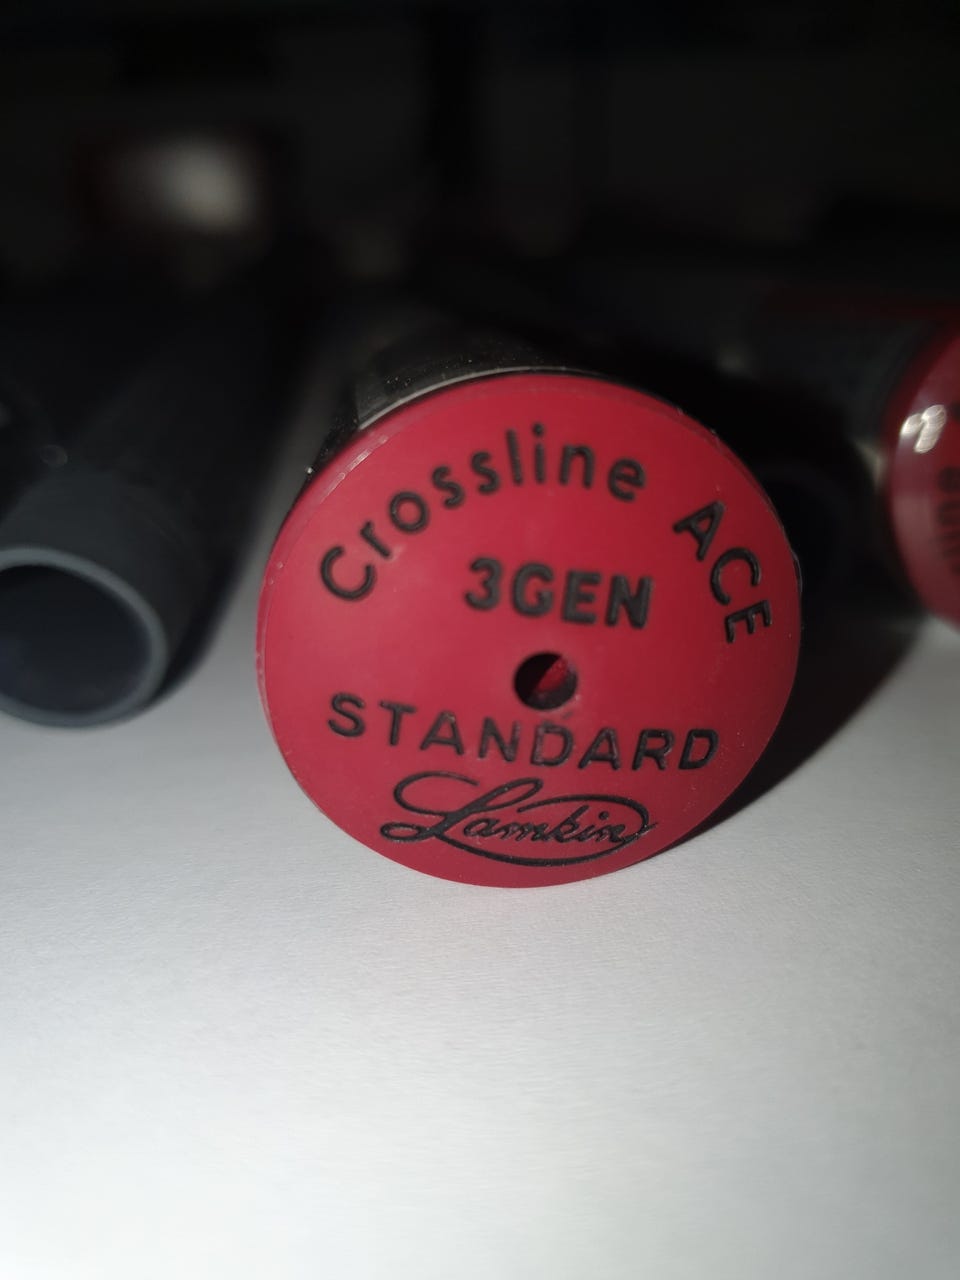 Crossline ACE
3GEN
STANDARD
Lamkin